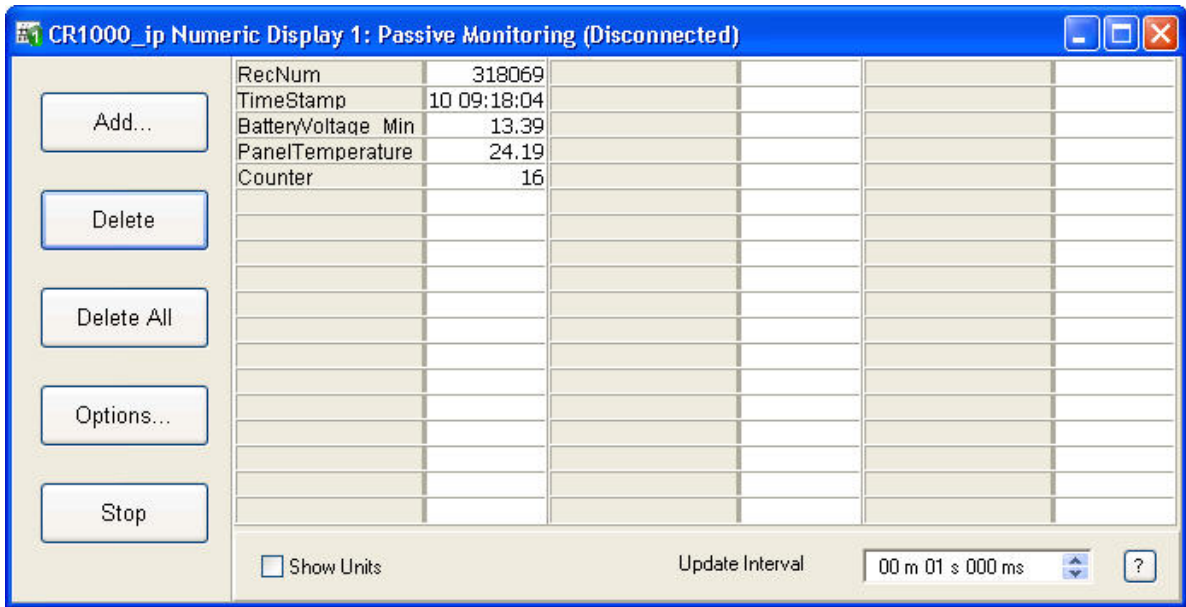 CR1000_ip Numeric Display 1: Passive Monitoring (Disconnected)
Add...
Delete
Delete All
Options...
Stop
RecNum 318069
TimeStamp 10 09:18:04
BatteryVoltage_Min 13.39
PanelTemperature 24.19
Counter 16
Show Units
Update Interval 00 m 01 s 000 ms ?